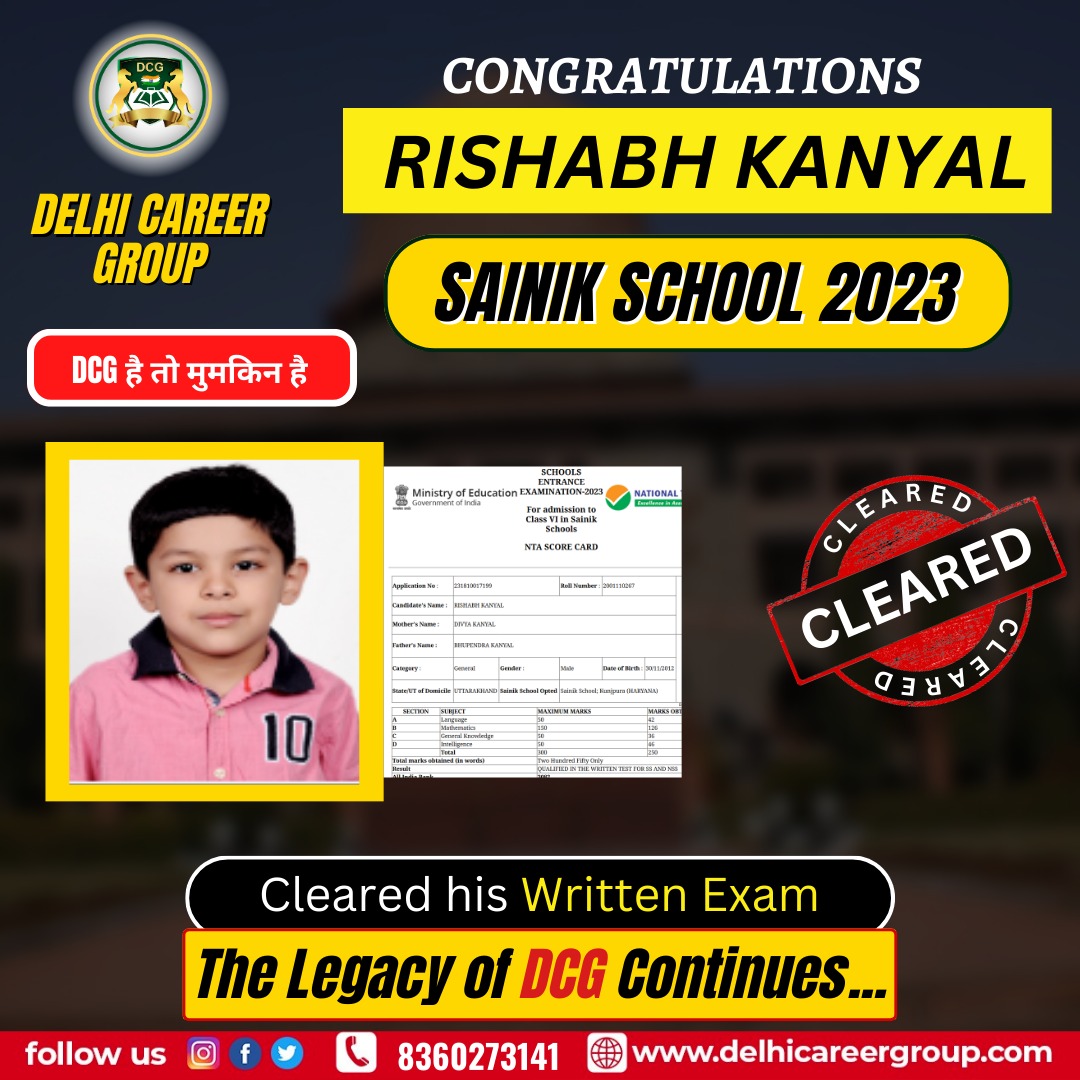 DCG
DELHI CAREER
GROUP
CONGRATULATIONS
RISHABH KANYAL
SAINIK SCHOOL 2023
DCG है तो मुमकिन है
10
SCHOOLS
ENTRANCE
EXAMINATION-2023
Ministry of Education
Government of India
NATIONAL
Excellence in
For admission to
Class VI in Sainik
Schools
NTA SCORE CARD
Application No : 231810017199 Roll Number : 2001110267
Candidate's Name : RISHABH KANYAL
Mother's Name : DIVYA KANYAL
Father's Name : BHUPENDRA KANYAL
Category : General Gender : Male Date of Birth : 30/11/2012
State/UT of Domicile UTTARAKHAND Sainik School Opted Sainik School; Kunjpura (HARYANA)
SECTION SUBJECT MAXIMUM MARKS MARKS
A Language 50 42
B Mathematics 150 126
C General Knowledge 50 36
D Intelligence 50 46
Total 300 250
Total marks obtained (in words) Two Hundred Fifty Only
Result QUALIFIED IN THE WRITTEN TEST FOR SS AND NSS
All India Rank
CLEARED
CLEARED
CLEARED
Cleared his Written Exam
The Legacy of DCG Continues...
follow us 8360273141 www.delhicareergroup.com